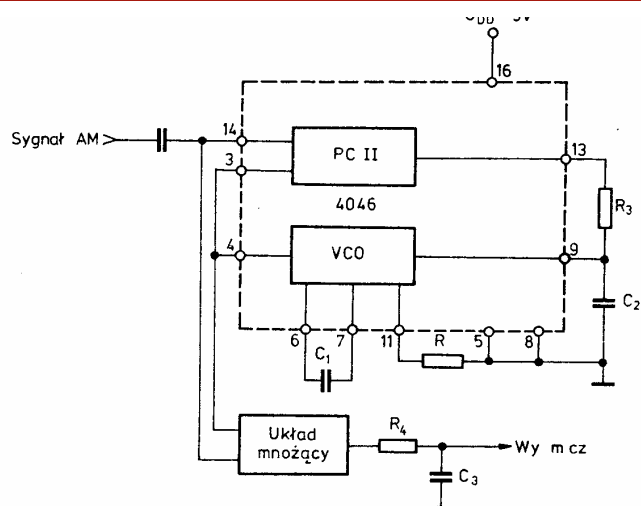 16
Sygnał AM
14
3
PC II
13
4046
R3
4
VCO
9
C2
6
C1
7
11
R
5
8
Układ
mnożący
R4
Wy m cz
C3